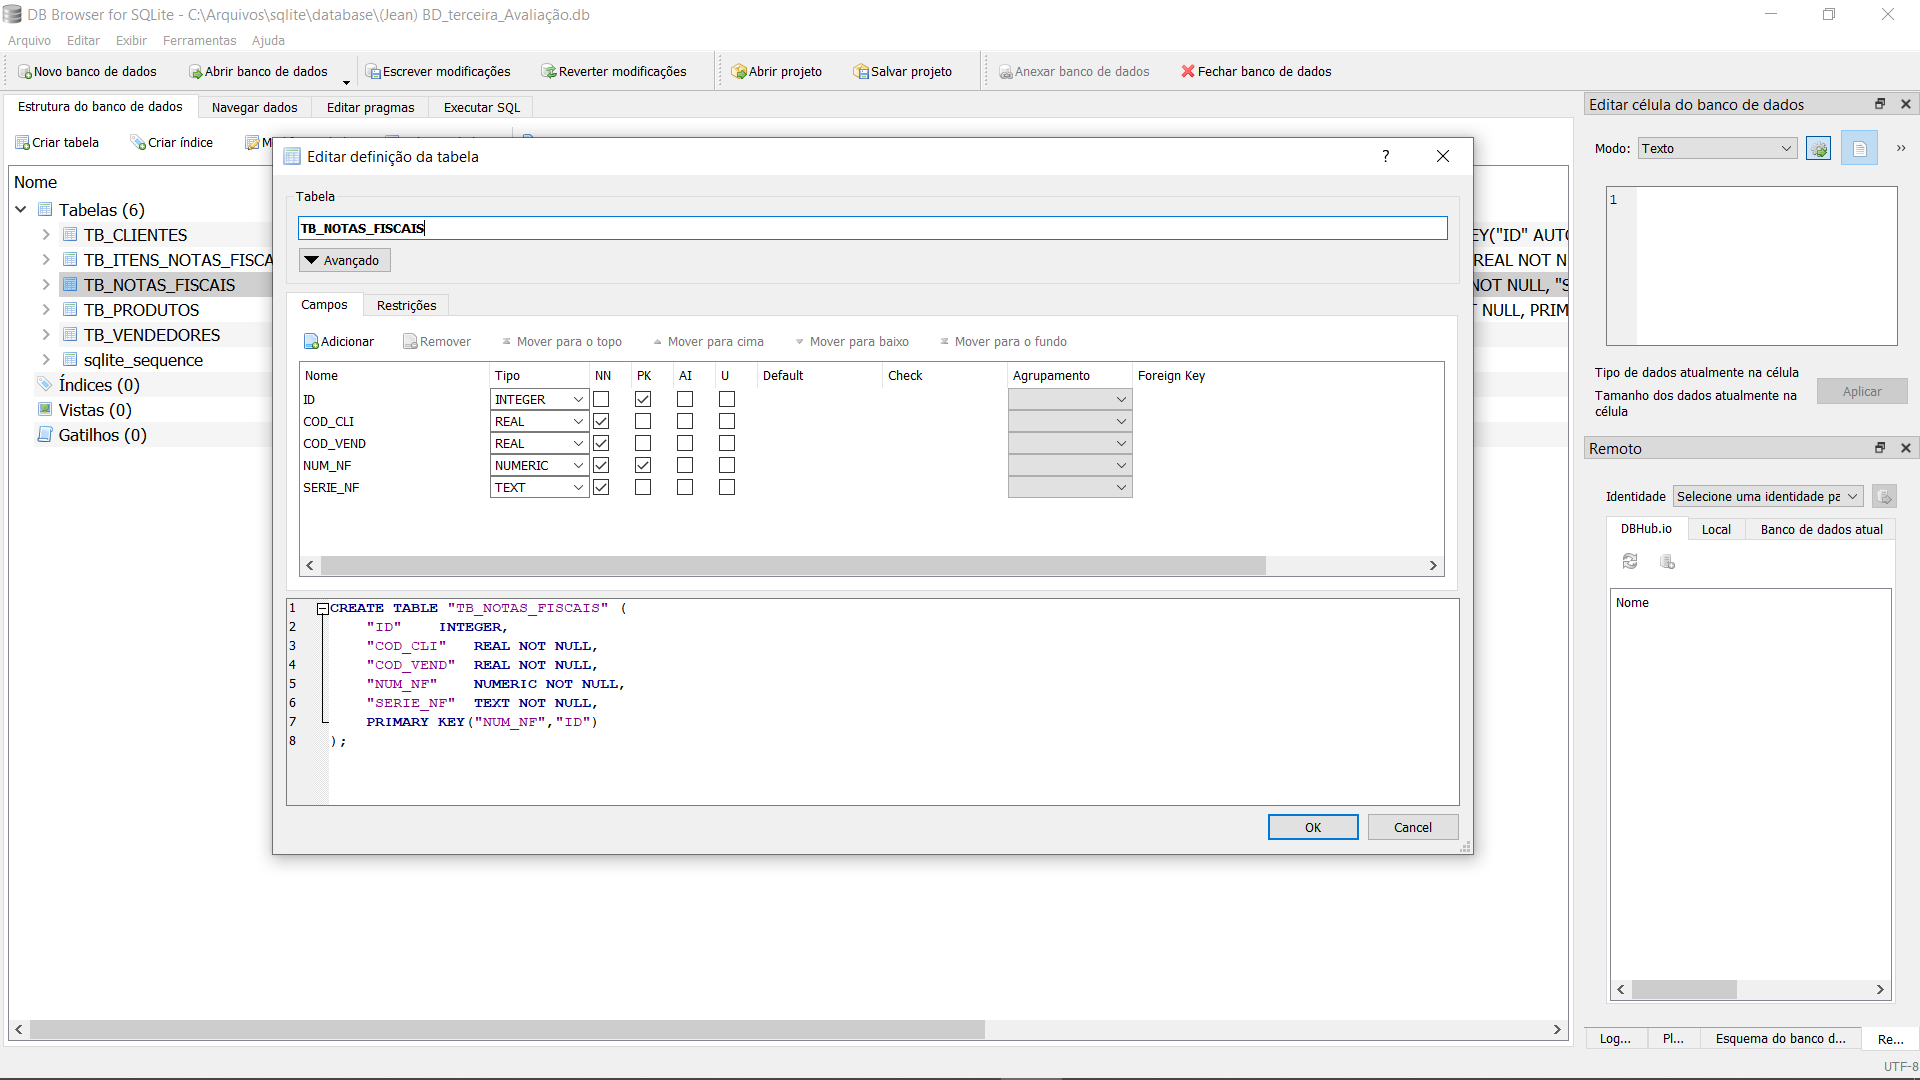 DB Browser for SQLite - C:\Arquivos\sqlite\database\(Jean) BD_terceira_Avaliação.db
Arquivo Editar Exibir Ferramentas Ajuda
Novo banco de dados Abrir banco de dados Escrever modificações Reverter modificações Abrir projeto Salvar projeto Anexar banco de dados Fechar banco de dados
Estrutura do banco de dados Navegar dados Editar pragmas Executar SQL
Criar tabela Criar índice
Nome
Tabelas (6)
TB_CLIENTES
TB_ITENS_NOTAS_FISCA
TB_NOTAS_FISCAIS
TB_PRODUTOS
TB_VENDEDORES
sqlite_sequence
Índices (0)
Vistas (0)
Gatilhos (0)
EY("ID" AUTO
REAL NOT N
NOT NULL, "S
T NULL, PRIM
Editar definição da tabela ?
Tabela
TB_NOTAS_FISCAIS
Avançado
Campos Restrições
Adicionar Remover Mover para o topo Mover para cima Mover para baixo Mover para o fundo
Nome Tipo NN PK AI U Default Check Agrupamento Foreign Key
ID INTEGER
COD_CLI REAL
COD_VEND REAL
NUM_NF NUMERIC
SERIE_NF TEXT
1 CREATE TABLE "TB_NOTAS_FISCAIS" (
2 "ID" INTEGER,
3 "COD_CLI" REAL NOT NULL,
4 "COD_VEND" REAL NOT NULL,
5 "NUM_NF" NUMERIC NOT NULL,
6 "SERIE_NF" TEXT NOT NULL,
7 PRIMARY KEY("NUM_NF","ID")
8 );
OK Cancel
Editar célula do banco de dados
Modo: Texto »
1
Tipo de dados atualmente na célula
Tamanho dos dados atualmente na célula
Aplicar
Remoto
Identidade Selecione uma identidade pa
DBHub.io Local Banco de dados atual
Nome
Log... Pl... Esquema do banco d... Re...
UTF-8